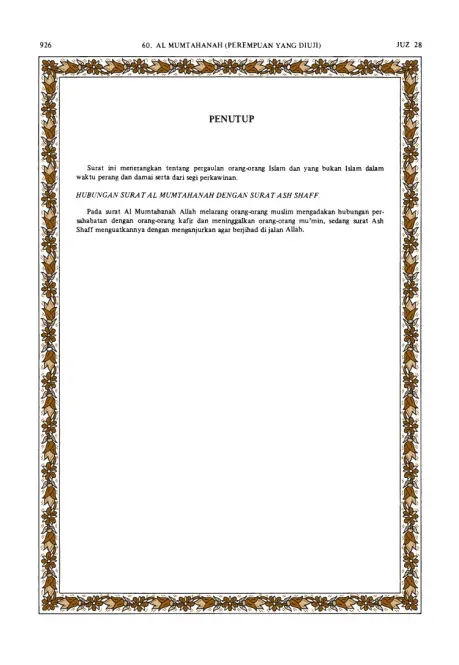 926 60. AL MUMTAHANAH (PEREMPUAN YANG DIUJI) JUZ 28
PENUTUP
Surat ini menerangkan tentang pergaulan orang-orang Islam dan yang bukan Islam dalam
waktu perang dan damai serta dari segi perkawinan.
HUBUNGAN SURAT AL MUMTAHANAH DENGAN SURAT ASH SHAFF.
Pada surat Al Mumtahanah Allah melarang orang-orang muslim mengadakan hubungan per-
sahabatan dengan orang-orang kafir dan meninggalkan orang-orang mu'min, sedang surat Ash
Shaff menguatkannya dengan menganjurkan agar berjihad di jalan Allah.